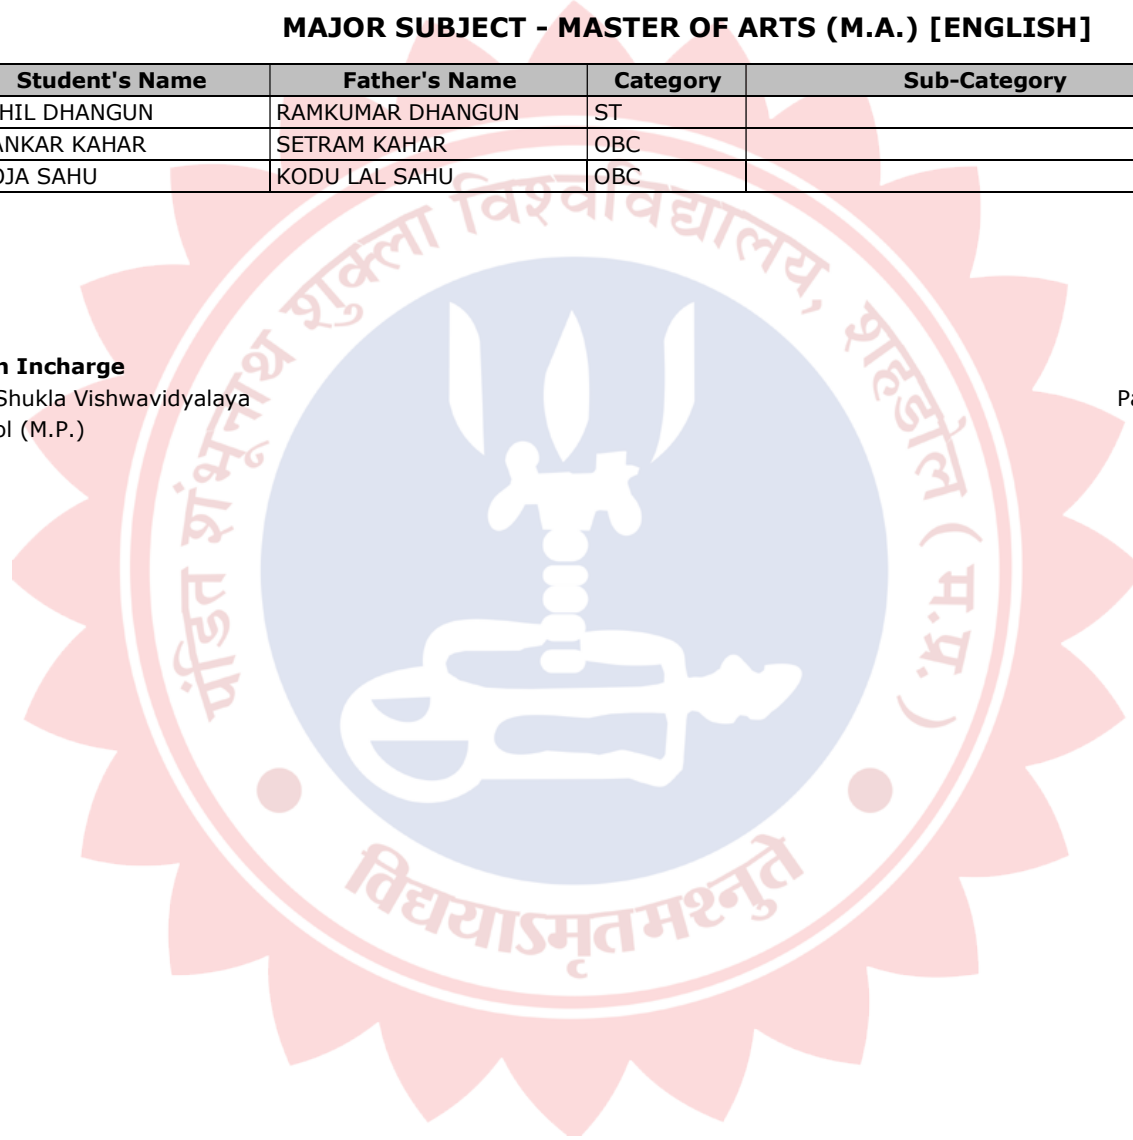 MAJOR SUBJECT - MASTER OF ARTS (M.A.) [ENGLISH]
Student's Name Father's Name Category Sub-Category
HIL DHANGUN RAMKUMAR DHANGUN ST
ANKAR KAHAR SETRAM KAHAR OBC
OJA SAHU KODU LAL SAHU OBC
n Incharge
Shukla Vishwavidyalaya Pa
ol (M.P.)
पंडित शंभूनाथ शुक्ला विश्वविद्यालय, शहडोल (म.प्र.)
विद्ययाऽमृतमश्नुते